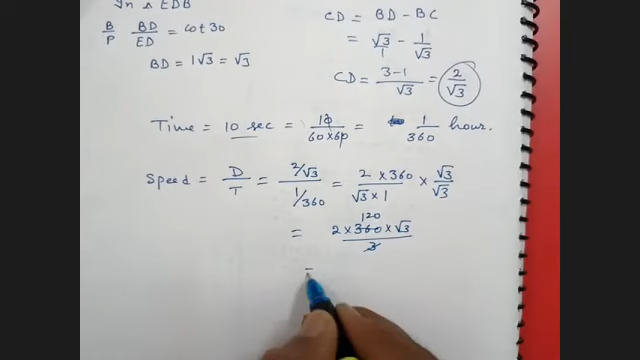 In △ EDB
B/P BD/ED = cot 30
BD = 1√3 = √3
CD = BD - BC
= √3/1 - 1/√3
CD = 3-1/√3 = 2/√3
Time = 10 sec = 10/60×60 = 1/360 hour.
Speed = D/T = 2/√3 / 1/360 = 2 × 360/√3 × 1 × √3/√3
120
= 2 × 360 × √3/3
=